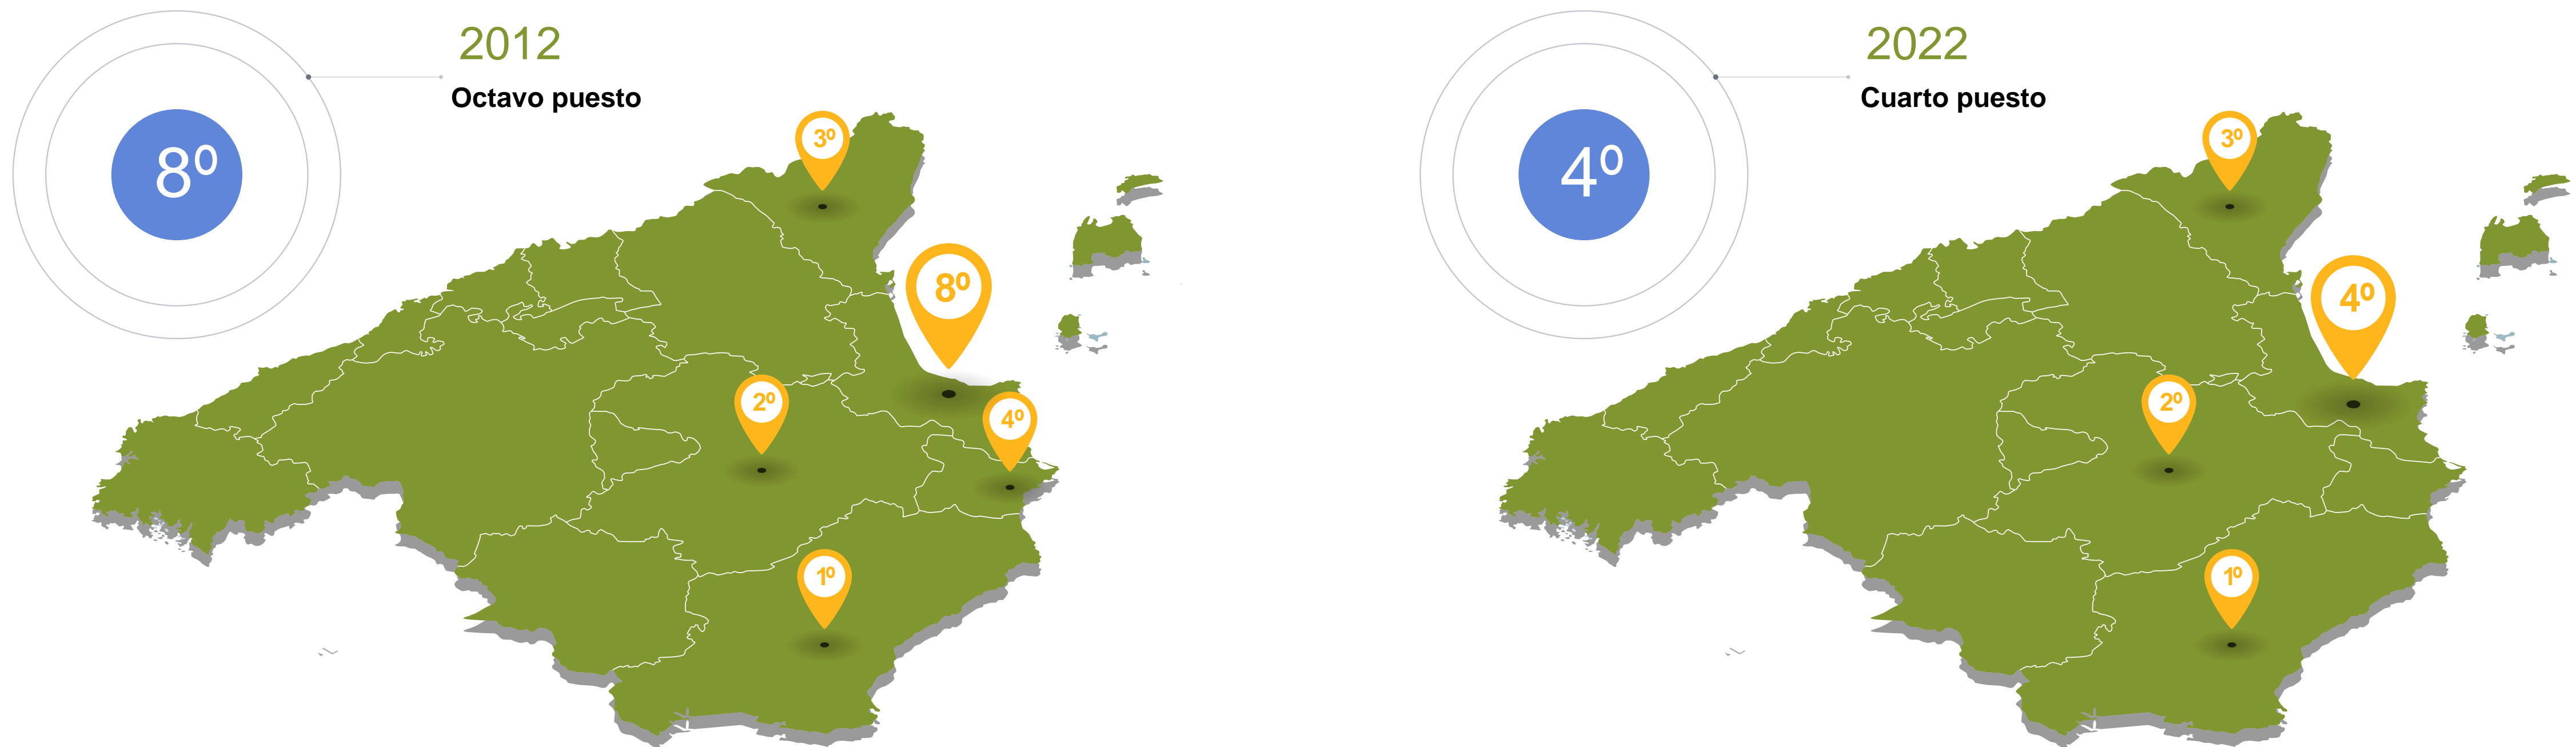 2012
Octavo puesto
8º
3º
8º
2º
4º
1º
2022
Cuarto puesto
4º
3º
4º
2º
1º